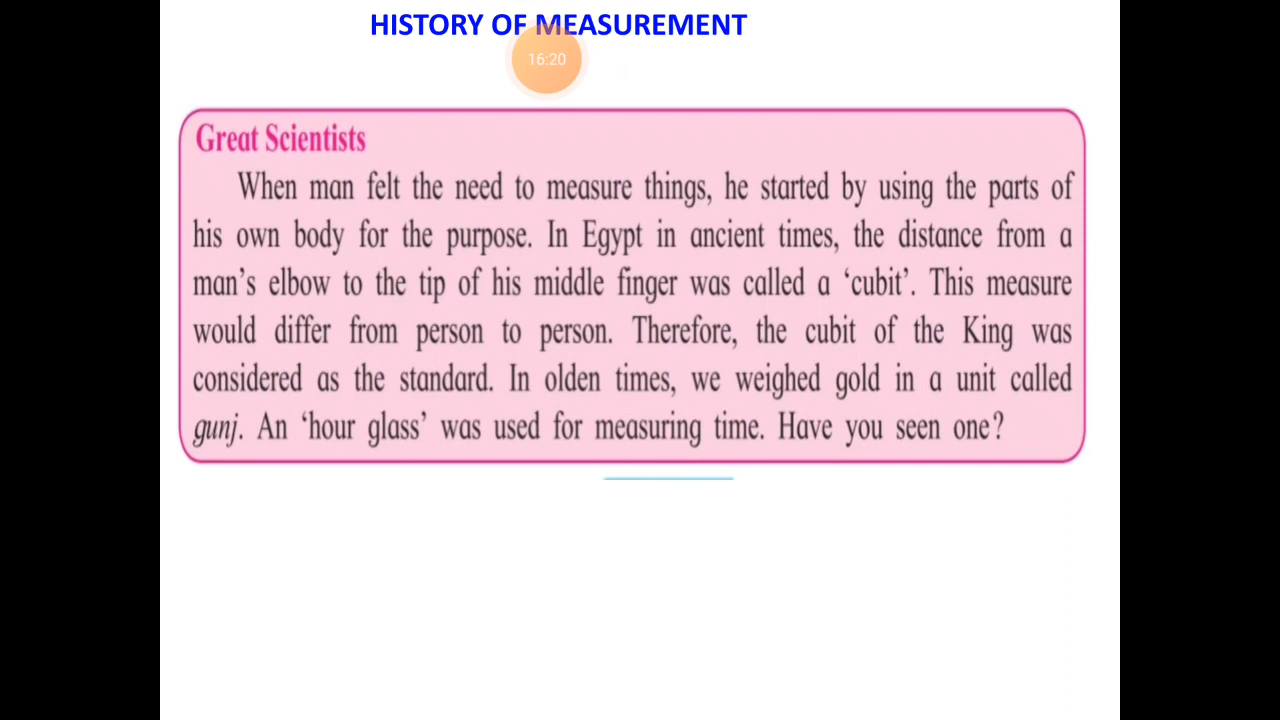 HISTORY OF MEASUREMENT
16:20
Great Scientists
When man felt the need to measure things, he started by using the parts of
his own body for the purpose. In Egypt in ancient times, the distance from a
man's elbow to the tip of his middle finger was called a ‘cubit’. This measure
would differ from person to person. Therefore, the cubit of the King was
considered as the standard. In olden times, we weighed gold in a unit called
gunj. An ‘hour glass’ was used for measuring time. Have you seen one?